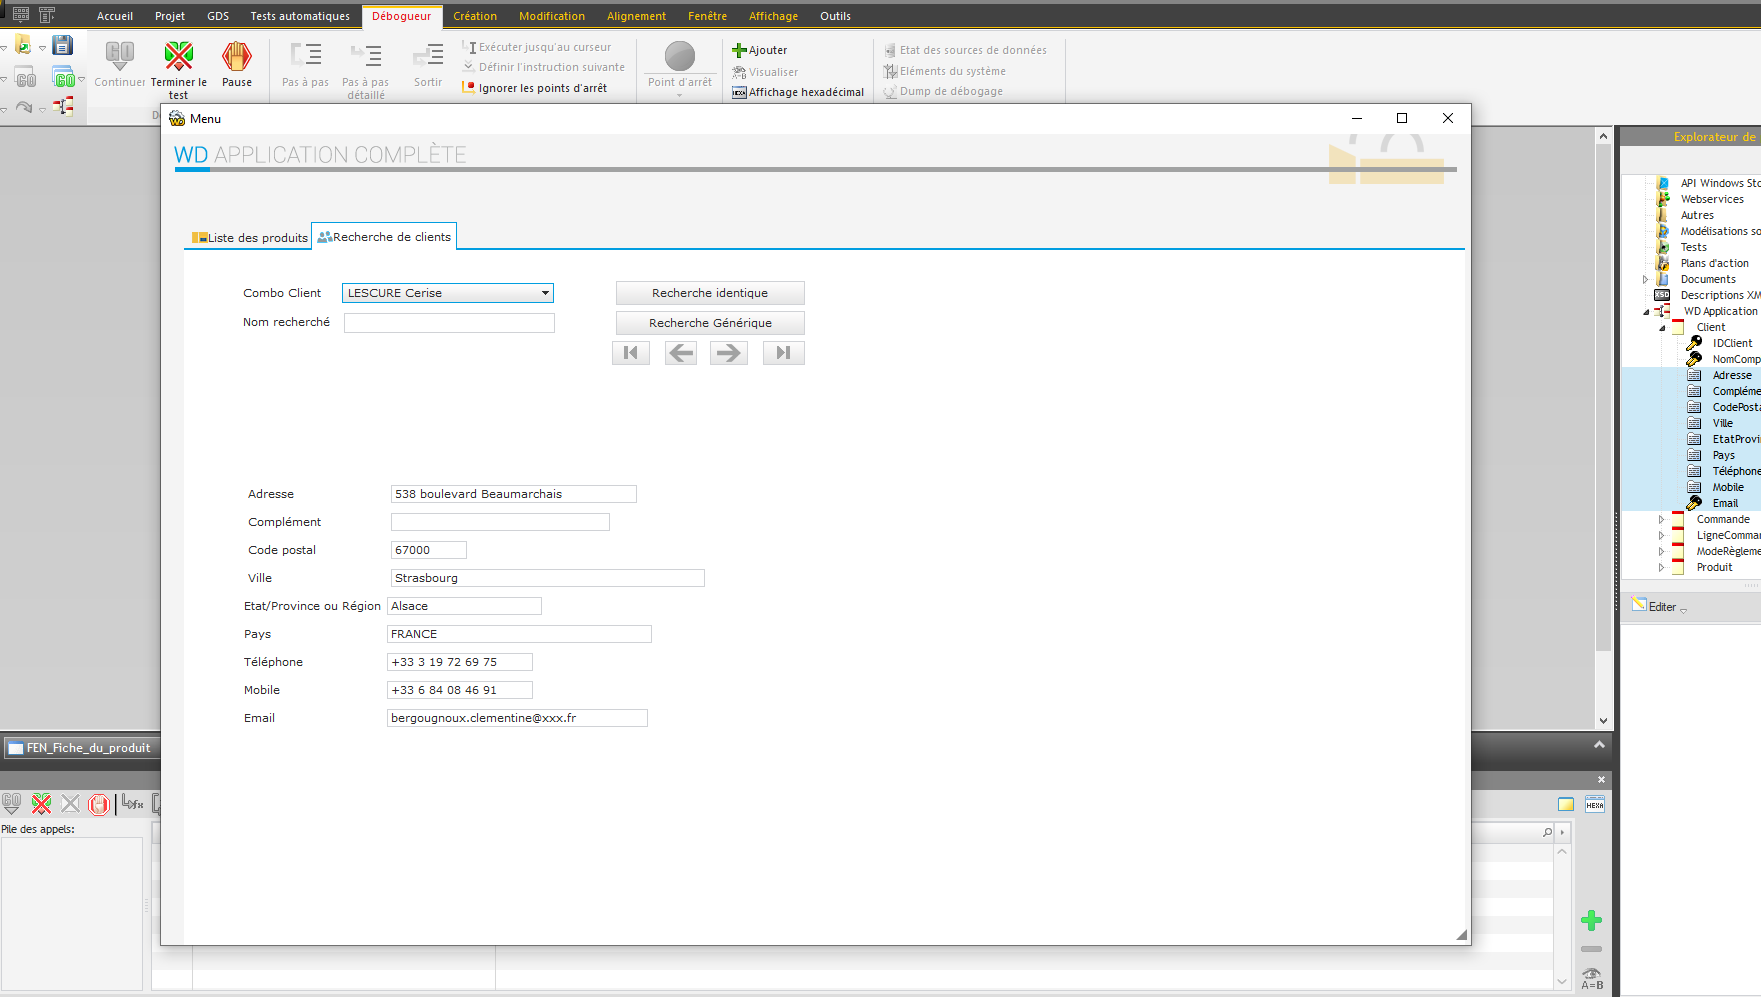 Accueil Projet GDS Tests automatiques Débogueur Création Modification Alignement Fenêtre Affichage Outils
GO
Continuer
Terminer le
test
Pause
Pas à pas
Pas à pas
détaillé
Sortir
Exécuter jusqu'au curseur
Définir l'instruction suivante
Ignorer les points d'arrêt
Point d'arrêt
Ajouter
Visualiser
HEXA Affichage hexadécimal
Etat des sources de données
Eléments du système
Dump de débogage
Menu
WD APPLICATION COMPLÈTE
Liste des produits
Recherche de clients
Combo Client LESCURE Cerise
Recherche identique
Nom recherché
Recherche Générique
Adresse 538 boulevard Beaumarchais
Complément
Code postal 67000
Ville Strasbourg
Etat/Province ou Région Alsace
Pays FRANCE
Téléphone +33 3 19 72 69 75
Mobile +33 6 84 08 46 91
Email bergougnoux.clementine@xxx.fr
Explorateur de
API Windows Sto
Webservices
Autres
Modélisations so
Tests
Plans d'action
Documents
XSD Descriptions XM
WD Application
Client
IDClient
NomComp
Adresse
Compléme
CodePosta
Ville
EtatProvi
Pays
Téléphone
Mobile
Email
Commande
LigneComma
ModeRègleme
Produit
Editer
FEN_Fiche_du_produit
HEXA
Pile des appels:
A=B